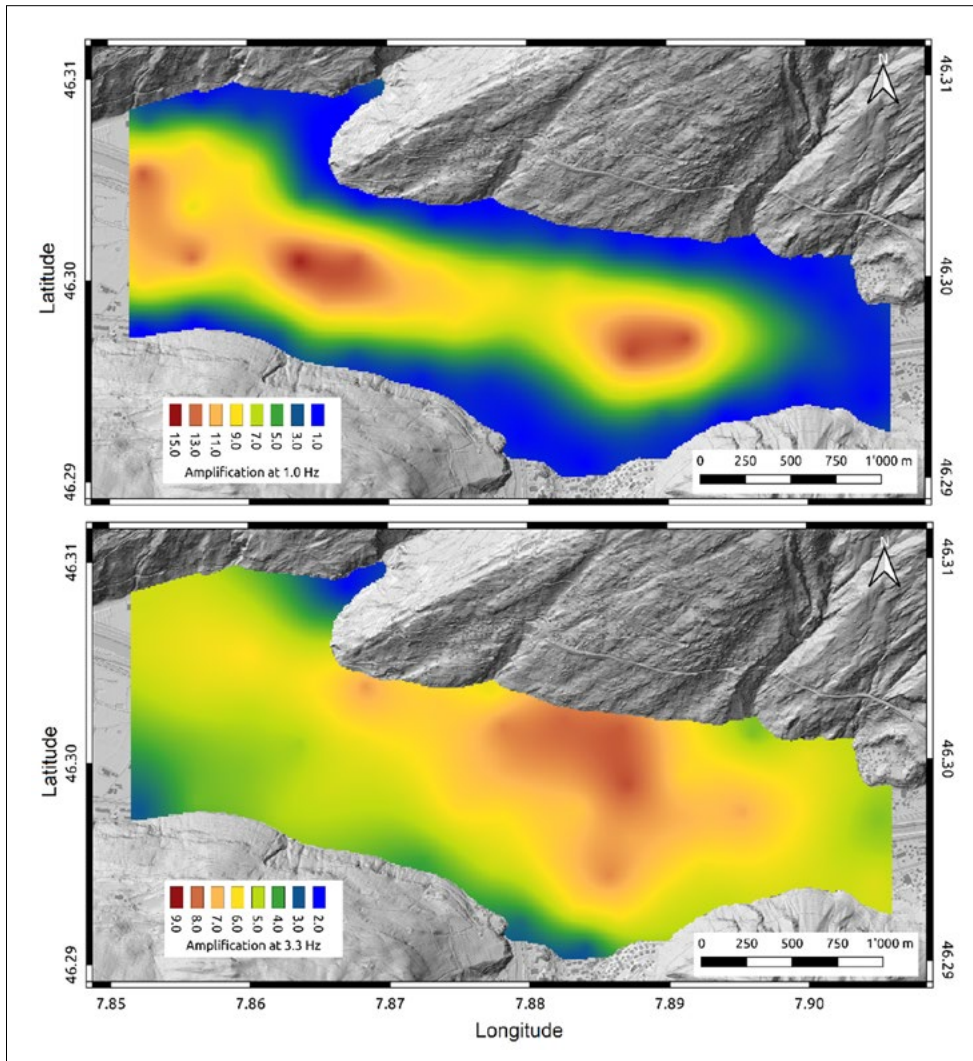 N
46.31
46.31
Latitude
46.30
46.30
15.0 13.0 11.0 9.0 7.0 5.0 3.0 1.0
Amplification at 1.0 Hz
0 250 500 750 1'000 m
46.29
46.29
N
46.31
46.31
Latitude
46.30
46.30
9.0 8.0 7.0 6.0 5.0 4.0 3.0 2.0
Amplification at 3.3 Hz
0 250 500 750 1'000 m
46.29
46.29
7.85 7.86 7.87 7.88 7.89 7.90
Longitude